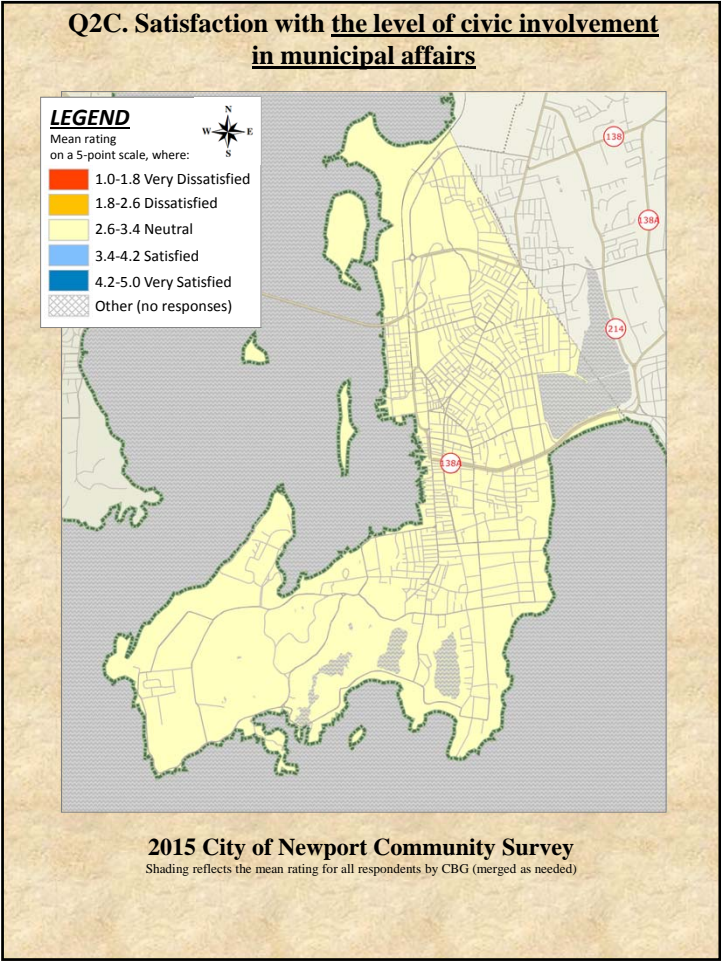 Q2C. Satisfaction with the level of civic involvement
in municipal affairs
LEGEND
Mean rating
on a 5-point scale, where:
N
W E
S
1.0-1.8 Very Dissatisfied
1.8-2.6 Dissatisfied
2.6-3.4 Neutral
3.4-4.2 Satisfied
4.2-5.0 Very Satisfied
Other (no responses)
138
138A
214
138A
2015 City of Newport Community Survey
Shading reflects the mean rating for all respondents by CBG (merged as needed)